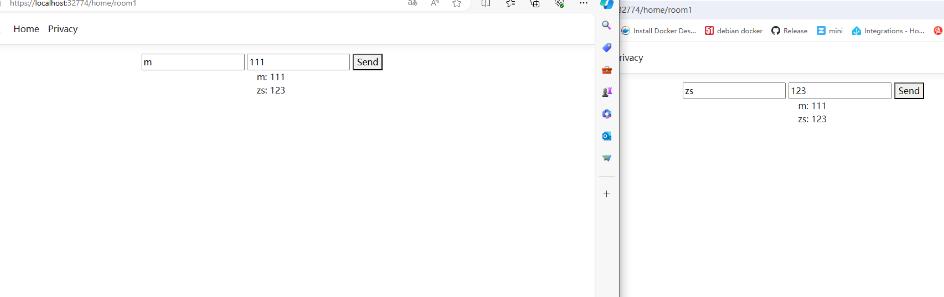 https://localhost:32774/home/room1
Home Privacy
m 111 Send
m: 111
zs: 123
32774/home/room1
Install Docker Des... debian docker Release mini Integrations - Ho...
rivacy
zs 123 Send
m: 111
zs: 123